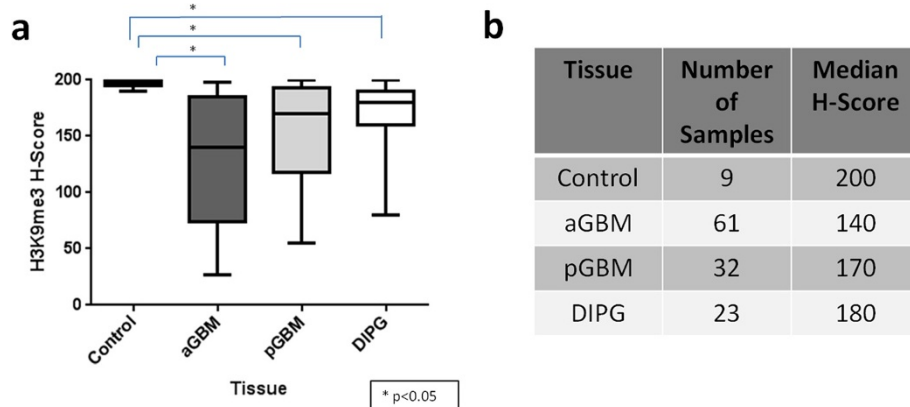 a
*
*
*
200
150
100
50
0
H3K9me3 H-Score
Control
aGBM
pGBM
DIPG
Tissue
* p<0.05
b
Tissue Number of Samples Median H-Score
Control 9 200
aGBM 61 140
pGBM 32 170
DIPG 23 180